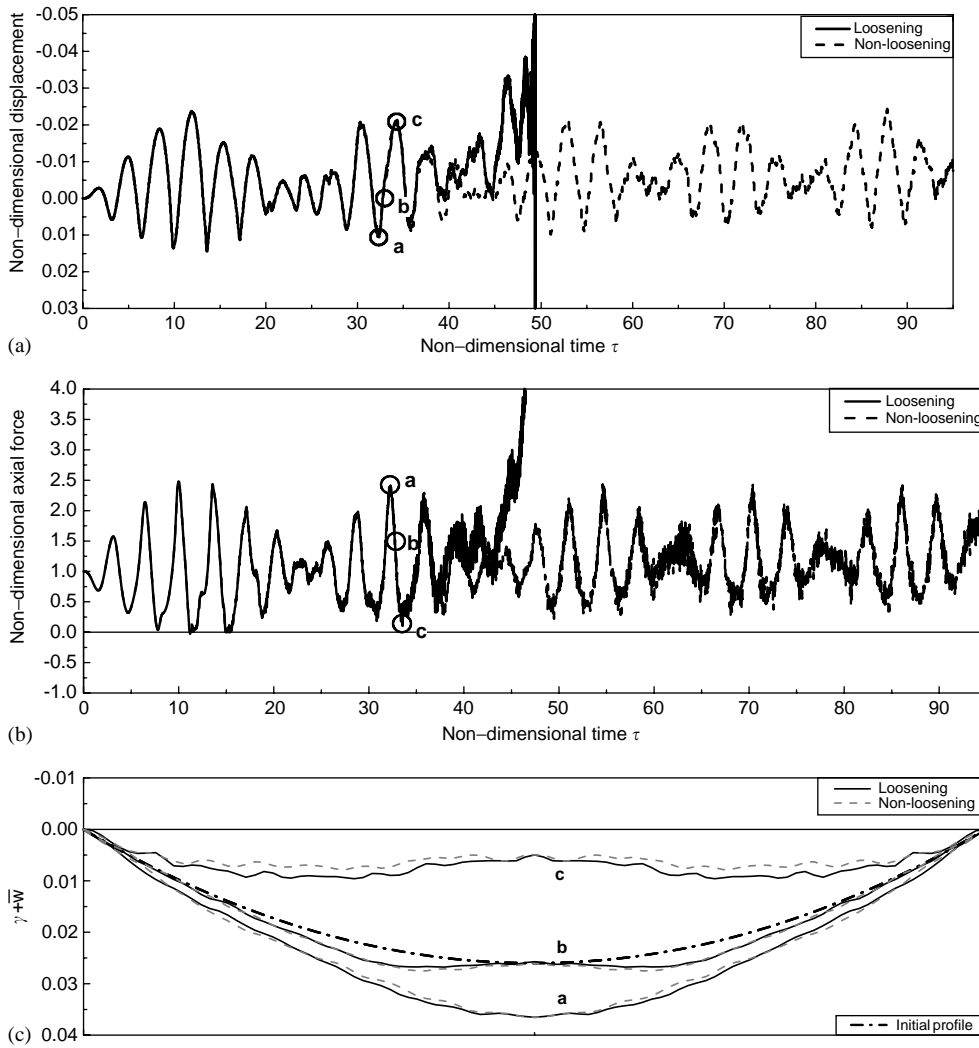 -0.05
-0.04
-0.03
-0.02
-0.01
0.00
0.01
0.02
0.03
Non–dimensional displacement
Loosening
Non-loosening
c
b
a
0 10 20 30 40 50 60 70 80 90
(a)
Non–dimensional time τ
4.0
3.5
3.0
2.5
2.0
1.5
1.0
0.5
0.0
-0.5
-1.0
Non–dimensional axial force
Loosening
Non-loosening
a
b
c
0 10 20 30 40 50 60 70 80 90
(b)
Non–dimensional time τ
-0.01
0.00
0.01
0.02
0.03
0.04
γ+w̅
Loosening
Non-loosening
c
b
a
Initial profile
(c)